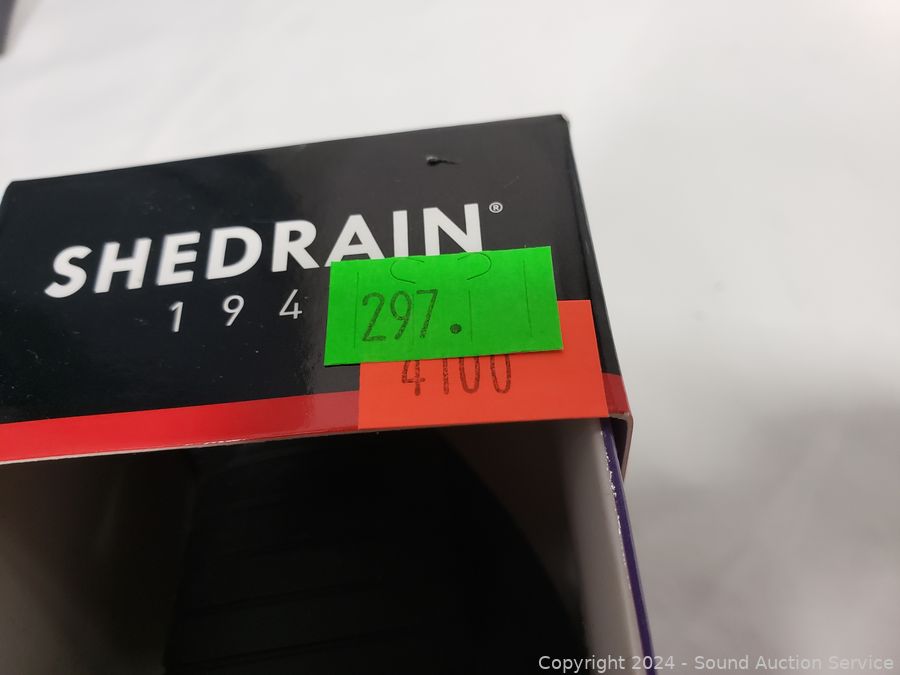 SHEDRAIN®
194
297.
4100
Copyright 2024 - Sound Auction Service